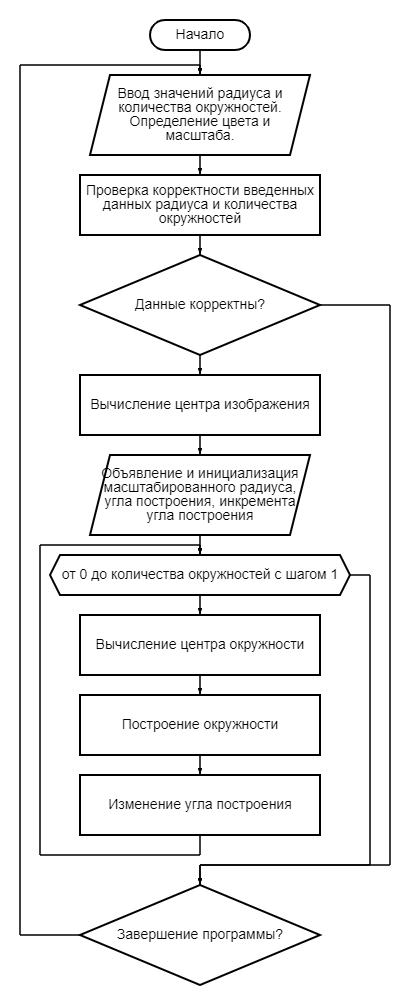 Начало
Ввод значений радиуса и
количества окружностей.
Определение цвета и
масштаба.
Проверка корректности введенных
данных радиуса и количества
окружностей
Данные корректны?
Вычисление центра изображения
Объявление и инициализация
масштабированного радиуса,
угла построения, инкремента
угла построения
от 0 до количества окружностей с шагом 1
Вычисление центра окружности
Построение окружности
Изменение угла построения
Завершение программы?